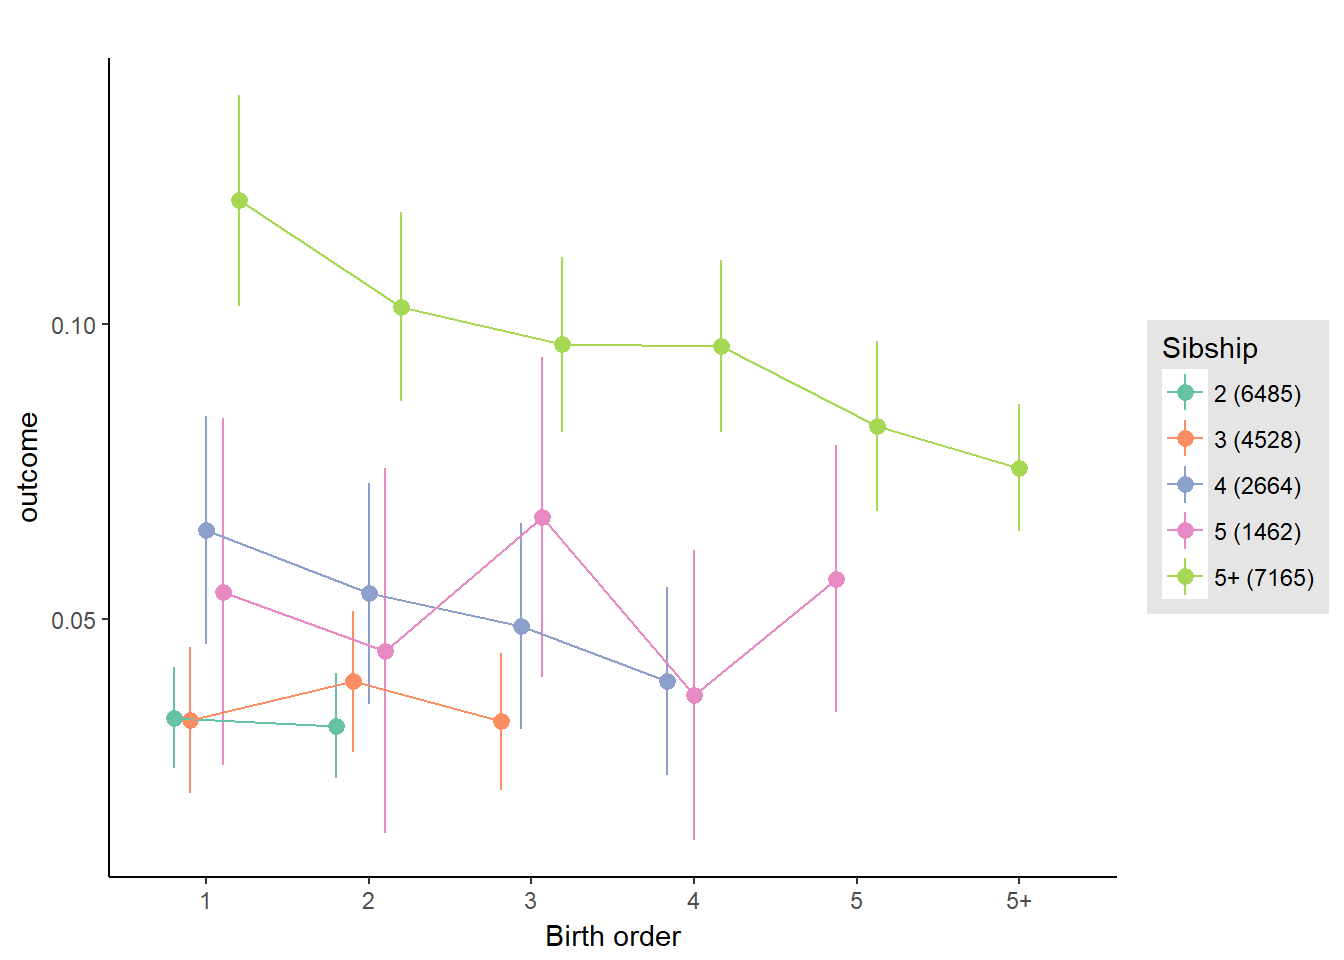 0.10
0.05
outcome
1 2 3 4 5 5+
Birth order
Sibship
2 (6485)
3 (4528)
4 (2664)
5 (1462)
5+ (7165)